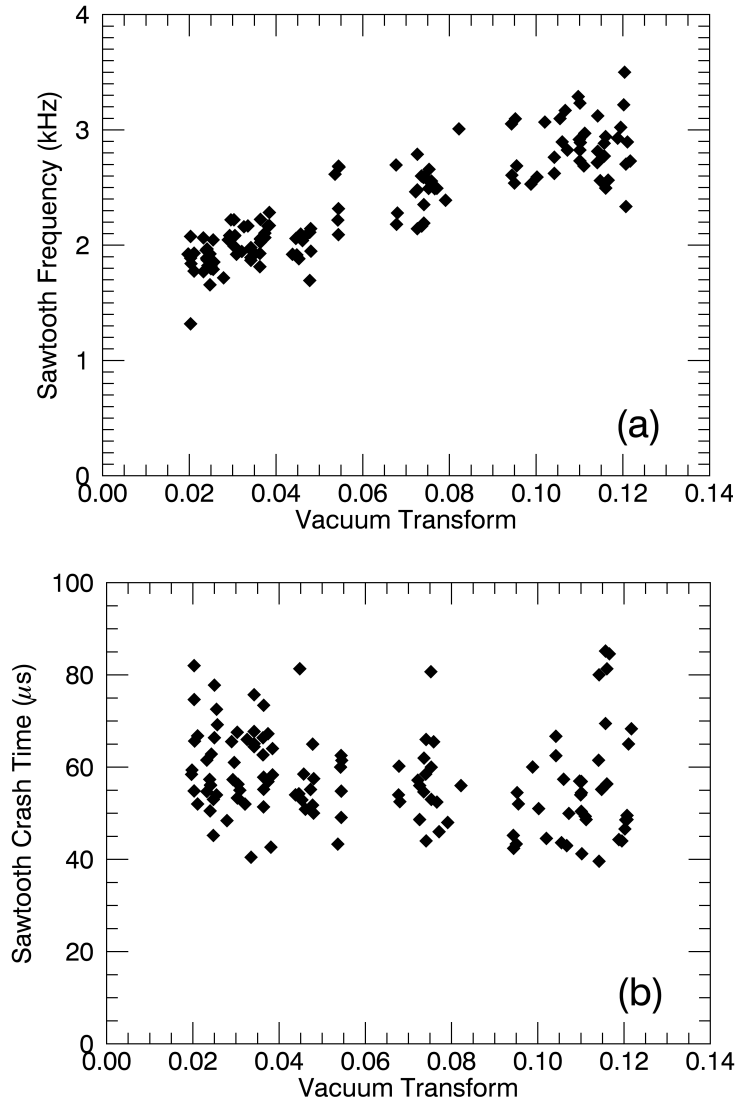 4
3
2
1
0
Sawtooth Frequency (kHz)
(a)
0.00 0.02 0.04 0.06 0.08 0.10 0.12 0.14
Vacuum Transform
100
80
60
40
20
0
Sawtooth Crash Time (μs)
(b)
0.00 0.02 0.04 0.06 0.08 0.10 0.12 0.14
Vacuum Transform